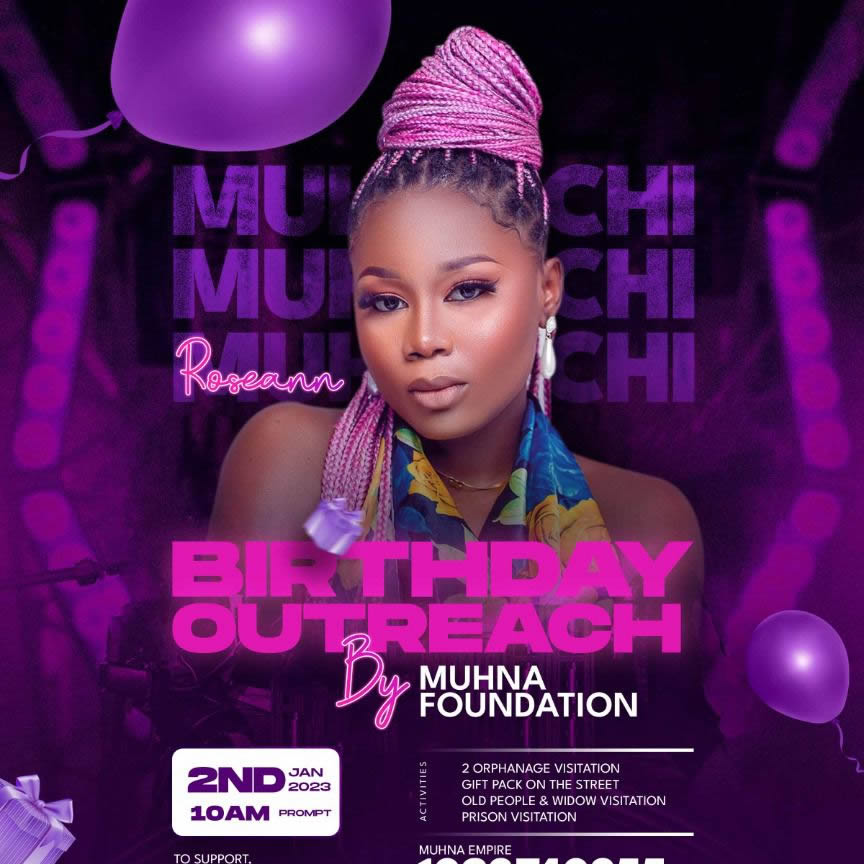 Roseann
BIRTHDAY
OUTREACH
By MUHNA
FOUNDATION
2ND JAN
2023
10AM PROMPT
ACTIVITIES
2 ORPHANAGE VISITATION
GIFT PACK ON THE STREET
OLD PEOPLE & WIDOW VISITATION
PRISON VISITATION
TO SUPPORT,
MUHNA EMPIRE